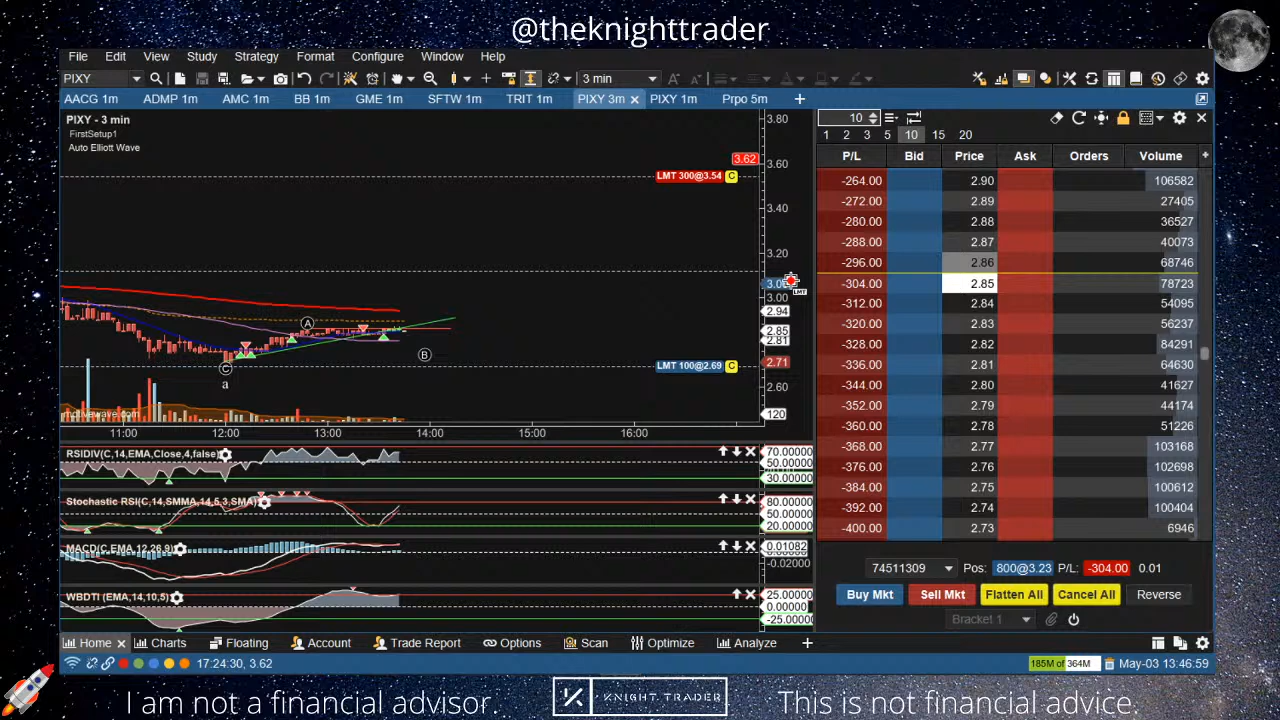 @theknighttrader
File Edit View Study Strategy Format Configure Window Help
PIXY 3 min
AACG 1m ADMP 1m AMC 1m BB 1m GME 1m SFTW 1m TRIT 1m PIXY 3m PIXY 1m Prpo 5m
PIXY - 3 min
FirstSetup1
Auto Elliott Wave
3.80
3.62
3.60
LMT 300@3.54 C
3.40
3.20
LMT
3.00
2.94
2.85
2.81
LMT 100@2.69 C
2.71
2.60
120
A
B
C
a
11:00 12:00 13:00 14:00 15:00 16:00
RSIDIV(C,14,EMA,Close,4,false)
70.00000
50.00000
30.00000
Stochastic RSI(C,14,SMMA,14,5,3,SMA)
80.00000
50.00000
20.00000
MACD(C,EMA,12,26,9)
0.01082
-0.02000
WBDTI (EMA,14,10,5)
25.00000
0.00000
-25.00000
10
1 2 3 5 10 15 20
P/L Bid Price Ask Orders Volume
-264.00 2.90 106582
-272.00 2.89 27405
-280.00 2.88 36527
-288.00 2.87 40073
-296.00 2.86 68746
-304.00 2.85 78723
-312.00 2.84 54095
-320.00 2.83 56237
-328.00 2.82 84291
-336.00 2.81 64630
-344.00 2.80 41627
-352.00 2.79 44174
-360.00 2.78 51226
-368.00 2.77 103168
-376.00 2.76 102698
-384.00 2.75 100612
-392.00 2.74 100404
-400.00 2.73 6946
74511309 Pos: 800@3.23 P/L: -304.00 0.01
Buy Mkt Sell Mkt Flatten All Cancel All Reverse
Bracket 1
Home Charts Floating Account Trade Report Options Scan Optimize Analyze
17:24:30, 3.62
185M of 364M May-03 13:46:59
I am not a financial advisor.
KNIGHT TRADER
This is not financial advice.